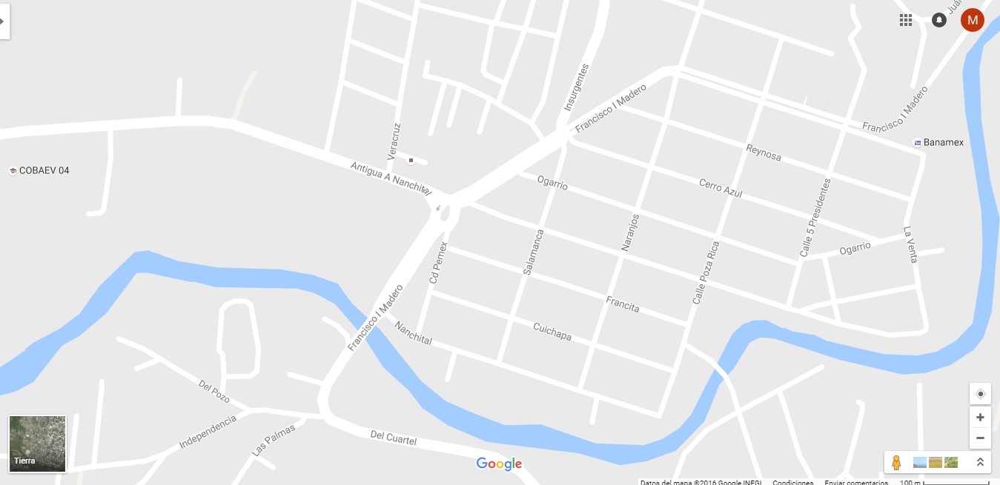 Juár
M
Insurgentes
Francisco I Madero
Francisco I Madero
Veracruz
Banamex
Reynosa
COBAEV 04
Antigua A Nanchital
Ogarrio
Cerro Azul
Calle 5 Presidentes
Naranjos
La Venta
Salamanca
Ogarrio
Cd Pemex
Calle Poza Rica
Francisco I Madero
Francita
Nanchital
Cuichapa
Del Pozo
Independencia
Las Palmas
Del Cuartel
Tierra
Google
Datos del mapa ©2016 Google INEGI Condiciones Enviar comentarios 100 m